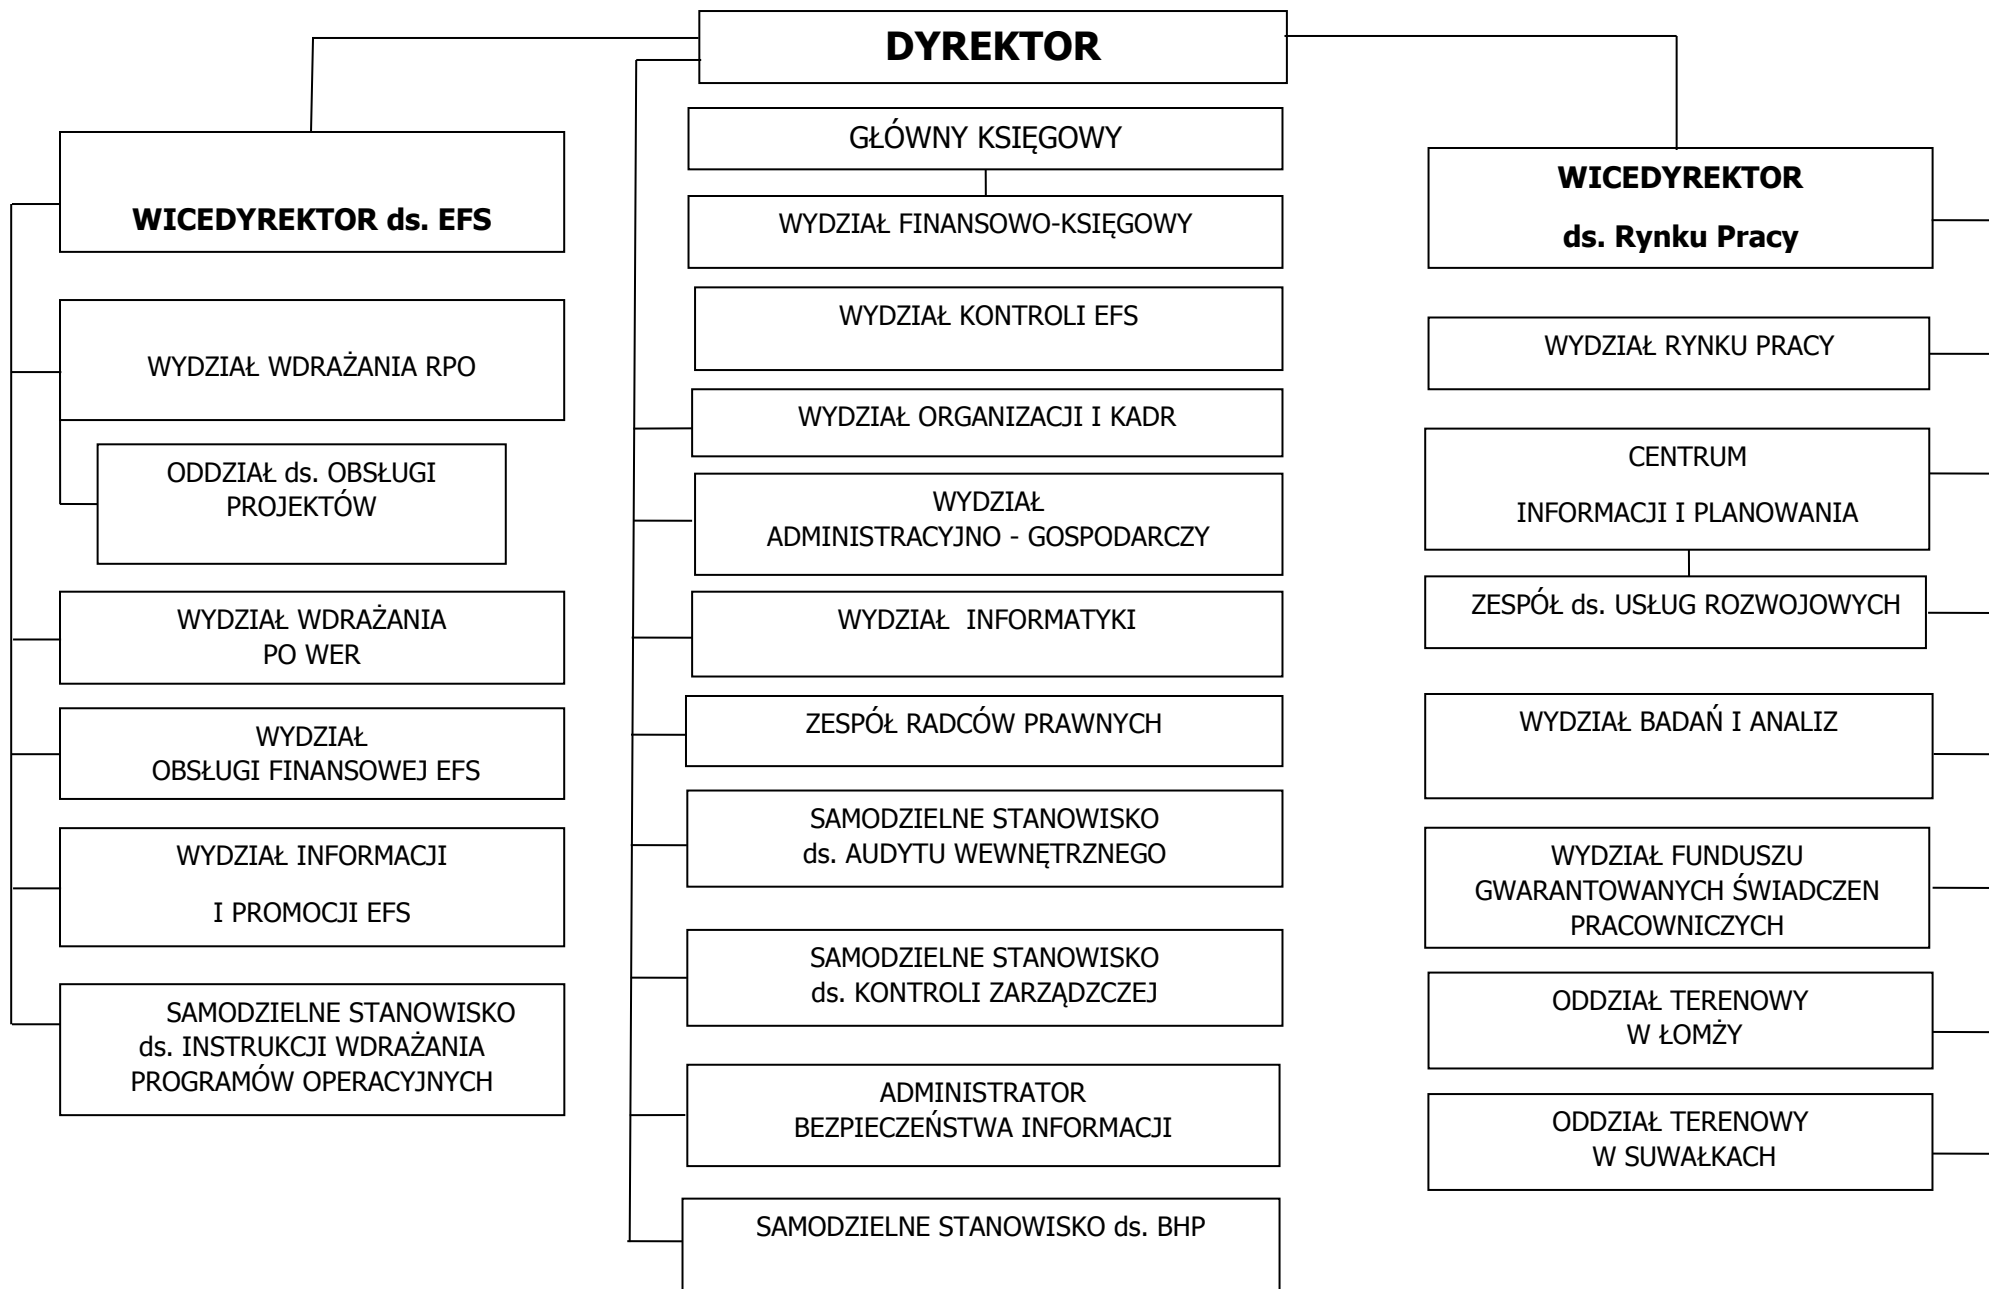 DYREKTOR
WICEDYREKTOR ds. EFS
WYDZIAŁ WDRAŻANIA RPO
ODDZIAŁ ds. OBSŁUGI
PROJEKTÓW
WYDZIAŁ WDRAŻANIA
PO WER
WYDZIAŁ
OBSŁUGI FINANSOWEJ EFS
WYDZIAŁ INFORMACJI
I PROMOCJI EFS
SAMODZIELNE STANOWISKO
ds. INSTRUKCJI WDRAŻANIA
PROGRAMÓW OPERACYJNYCH
GŁÓWNY KSIĘGOWY
WYDZIAŁ FINANSOWO-KSIĘGOWY
WYDZIAŁ KONTROLI EFS
WYDZIAŁ ORGANIZACJI I KADR
WYDZIAŁ
ADMINISTRACYJNO - GOSPODARCZY
WYDZIAŁ INFORMATYKI
ZESPÓŁ RADCÓW PRAWNYCH
SAMODZIELNE STANOWISKO
ds. AUDYTU WEWNĘTRZNEGO
SAMODZIELNE STANOWISKO
ds. KONTROLI ZARZĄDZCZEJ
ADMINISTRATOR
BEZPIECZEŃSTWA INFORMACJI
SAMODZIELNE STANOWISKO ds. BHP
WICEDYREKTOR
ds. Rynku Pracy
WYDZIAŁ RYNKU PRACY
CENTRUM
INFORMACJI I PLANOWANIA
ZESPÓŁ ds. USŁUG ROZWOJOWYCH
WYDZIAŁ BADAŃ I ANALIZ
WYDZIAŁ FUNDUSZU
GWARANTOWANYCH ŚWIADCZEN
PRACOWNICZYCH
ODDZIAŁ TERENOWY
W ŁOMŻY
ODDZIAŁ TERENOWY
W SUWAŁKACH